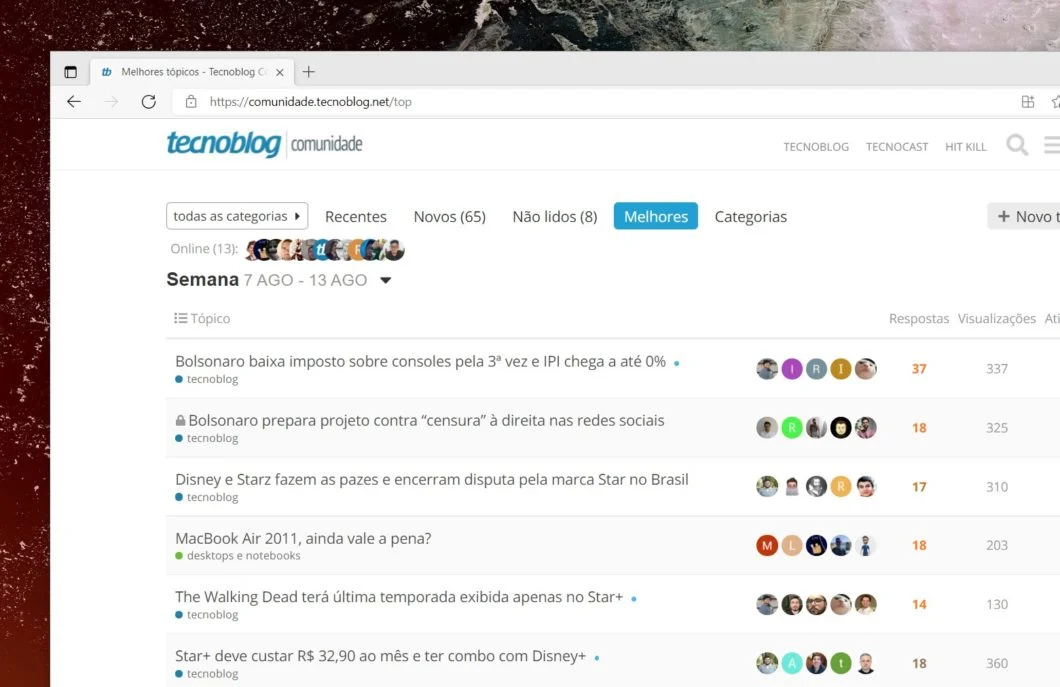 Melhores tópicos - Tecnoblog C
https://comunidade.tecnoblog.net/top
tecnoblog comunidade
TECNOBLOG TECNOCAST HIT KILL
todas as categorias Recentes Novos (65) Não lidos (8) Melhores Categorias + Novo t
Online (13):
Semana 7 AGO - 13 AGO
Tópico Respostas Visualizações Ati
Bolsonaro baixa imposto sobre consoles pela 3ª vez e IPI chega a até 0% I R I 37 337
tecnoblog
Bolsonaro prepara projeto contra “censura” à direita nas redes sociais R 18 325
tecnoblog
Disney e Starz fazem as pazes e encerram disputa pela marca Star no Brasil R 17 310
tecnoblog
MacBook Air 2011, ainda vale a pena? M L 18 203
desktops e notebooks
The Walking Dead terá última temporada exibida apenas no Star+ 14 130
tecnoblog
Star+ deve custar R$ 32,90 ao mês e ter combo com Disney+ A t 18 360
tecnoblog